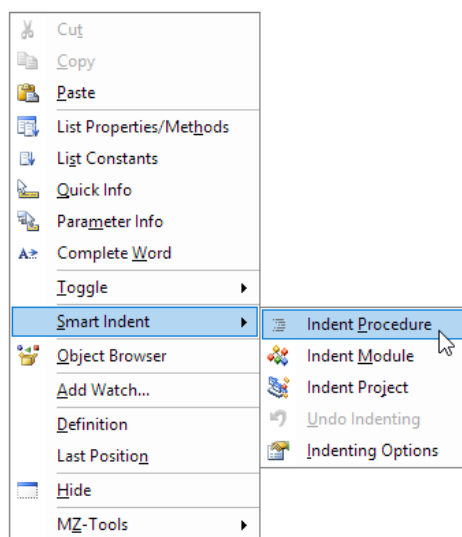 Cut
Copy
Paste
List Properties/Methods
List Constants
Quick Info
Parameter Info
A
Complete Word
Toggle
Smart Indent
Indent Procedure
Object Browser
Indent Module
Add Watch...
Indent Project
Definition
Undo Indenting
Last Position
Indenting Options
Hide
MZ-Tools